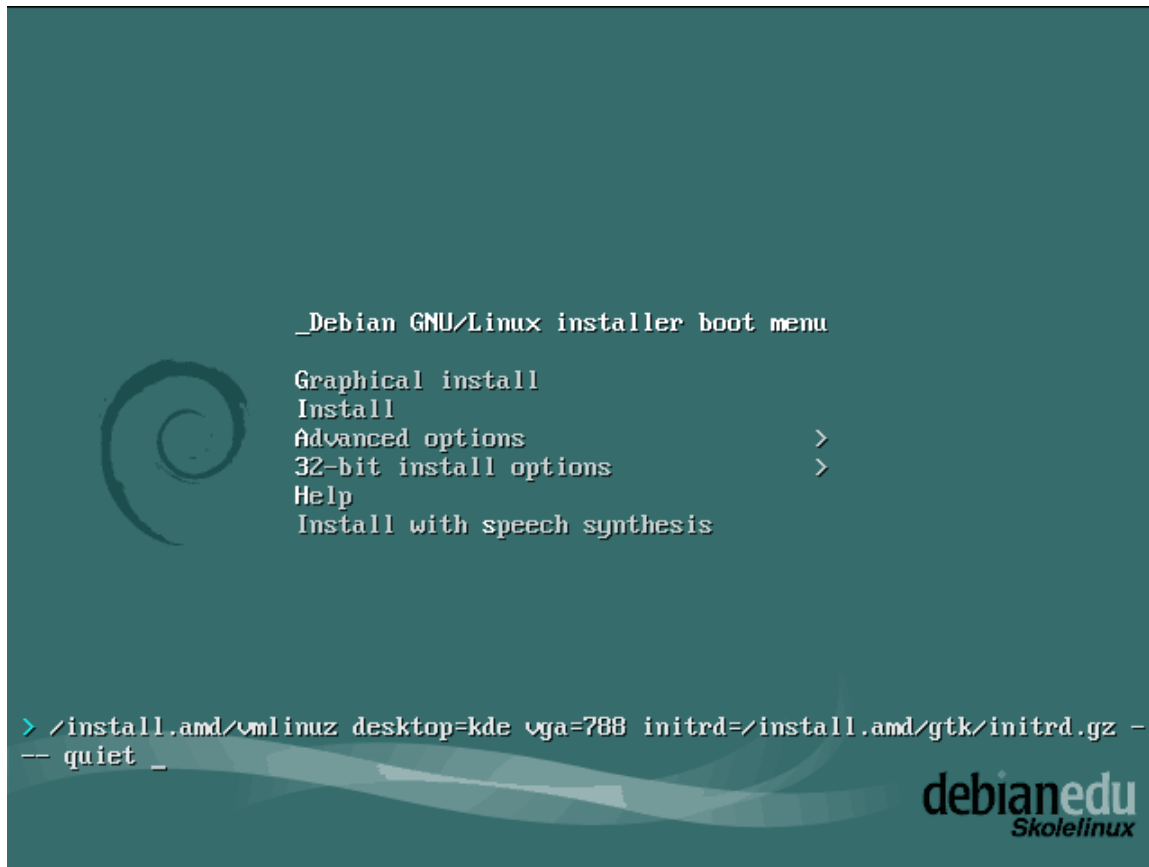 _Debian GNU/Linux installer boot menu
Graphical install
Install
Advanced options >
32-bit install options >
Help
Install with speech synthesis
> /install.amd/vmlinuz desktop=kde vga=788 initrd=/install.amd/gtk/initrd.gz -
-- quiet _
debianedu
Skolelinux